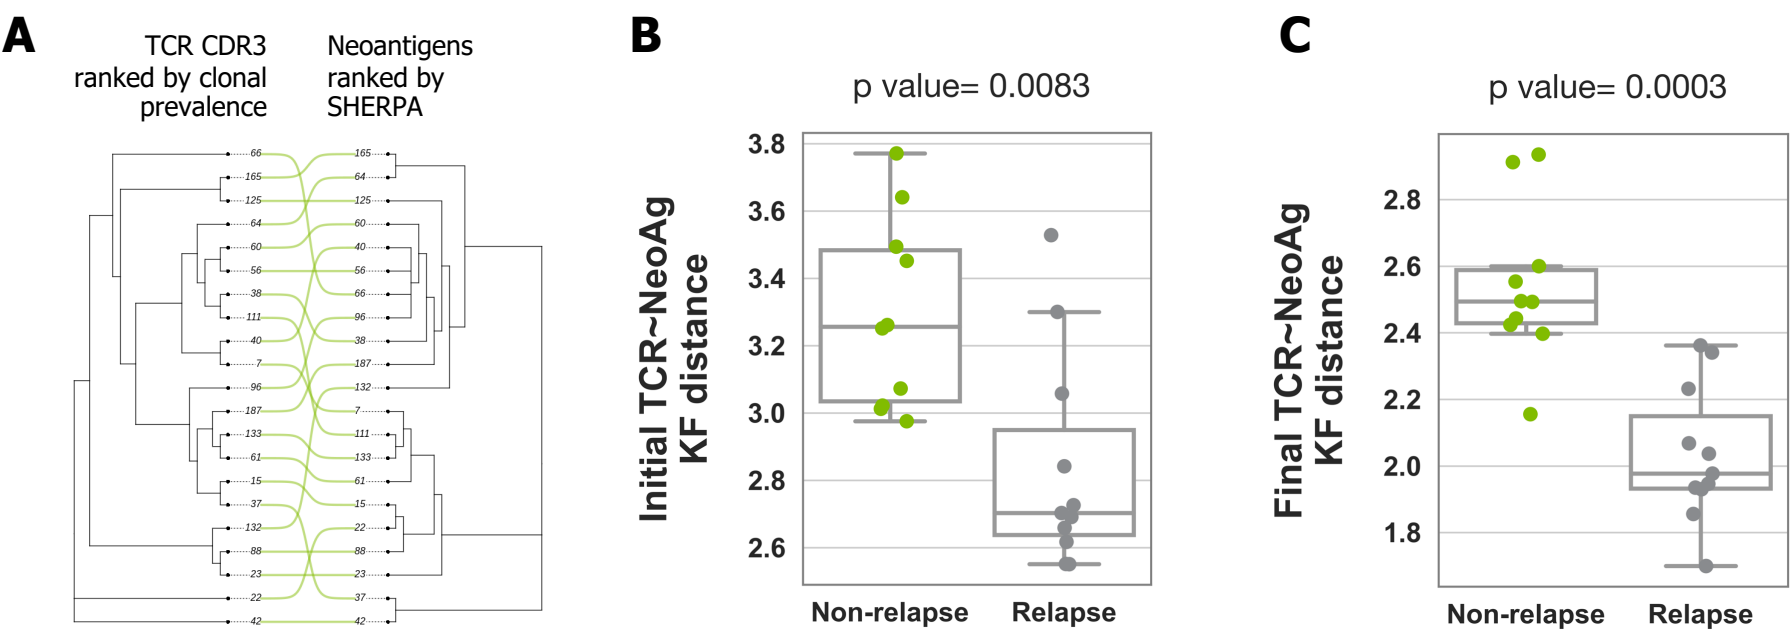 A
TCR CDR3
ranked by clonal
prevalence
Neoantigens
ranked by
SHERPA
66 165
165 64
125 125
64 60
60 40
56 56
38 66
111 96
40 38
7 187
96 132
187 7
133 111
61 133
15 61
37 15
132 22
88 88
23 23
22 37
42 42
B
p value= 0.0083
Initial TCR~NeoAg
KF distance
3.8
3.6
3.4
3.2
3.0
2.8
2.6
Non-relapse Relapse
C
p value= 0.0003
Final TCR~NeoAg
KF distance
2.8
2.6
2.4
2.2
2.0
1.8
Non-relapse Relapse